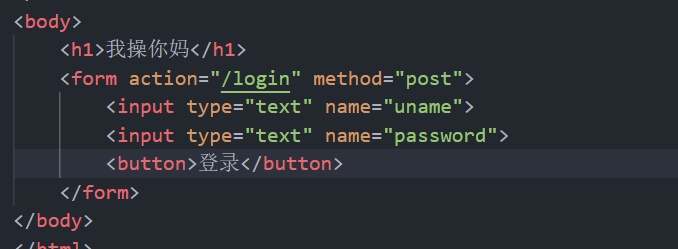 <body>
<h1>我操你妈</h1>
<form action="/login" method="post">
<input type="text" name="uname">
<input type="text" name="password">
<button>登录</button>
</form>
</body>
</html>